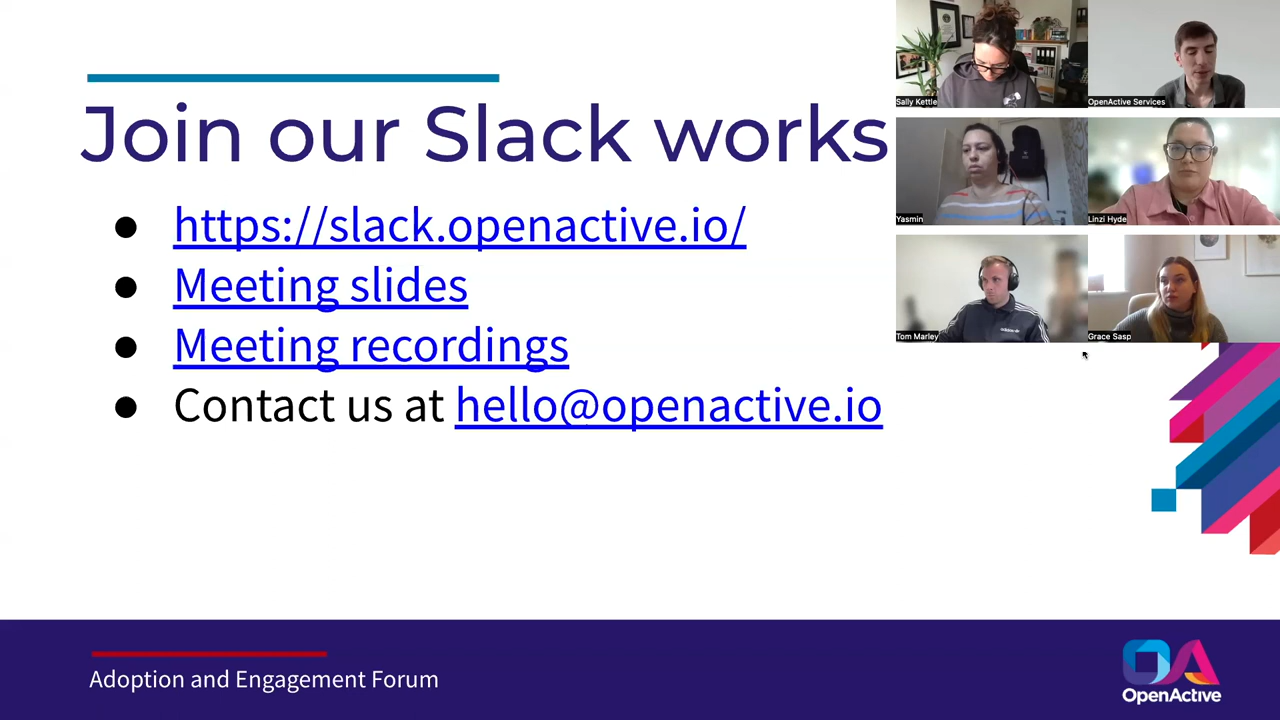 Join our Slack works
https://slack.openactive.io/
Meeting slides
Meeting recordings
Contact us at hello@openactive.io
Sally Kettle
OpenActive Services
Yasmin
Linzi Hyde
Tom Marley
Grace Sasp
Adoption and Engagement Forum
OA
OpenActive